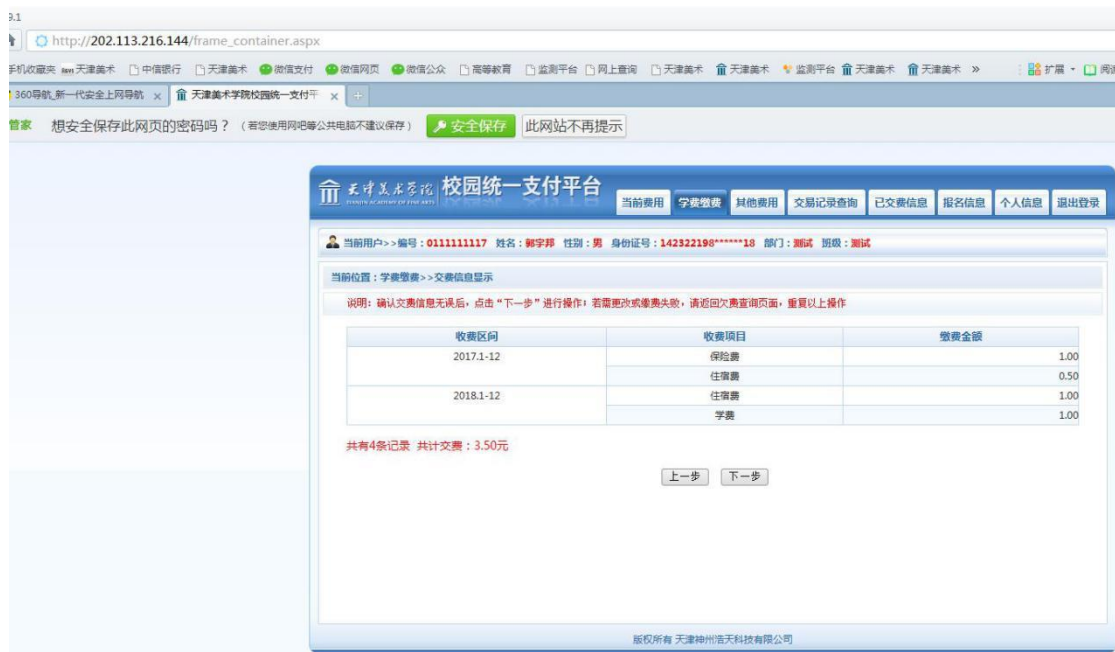 9.1
http://202.113.216.144/frame_container.aspx
手机收藏夹 天津美术 中信银行 天津美术 微信支付 微信网页 微信公众 高等教育 监测平台 网上查询 天津美术 天津美术 监测平台 天津美术 天津美术 » 扩展
360导航_新一代安全上网导航 × 天津美术学院校园统一支付平 × +
管家 想安全保存此网页的密码吗？（若您使用网吧等公共电脑不建议保存） 安全保存 此网站不再提示
天津美术学院 校园统一支付平台
TIANJIN ACADEMY OF FINE ARTS
当前费用 学费缴费 其他费用 交易记录查询 已交费信息 报名信息 个人信息 退出登录
当前用户>>编号：0111111117 姓名：郭宇邦 性别：男 身份证号：142322198******18 部门：测试 班级：测试
当前位置：学费缴费>>交费信息显示
说明：确认交费信息无误后，点击“下一步”进行操作；若需更改或缴费失败，请返回欠费查询页面，重复以上操作
收费区间 收费项目 缴费金额
2017.1-12 保险费 1.00
住宿费 0.50
2018.1-12 住宿费 1.00
学费 1.00
共有4条记录 共计交费：3.50元
上一步 下一步
版权所有 天津神州浩天科技有限公司